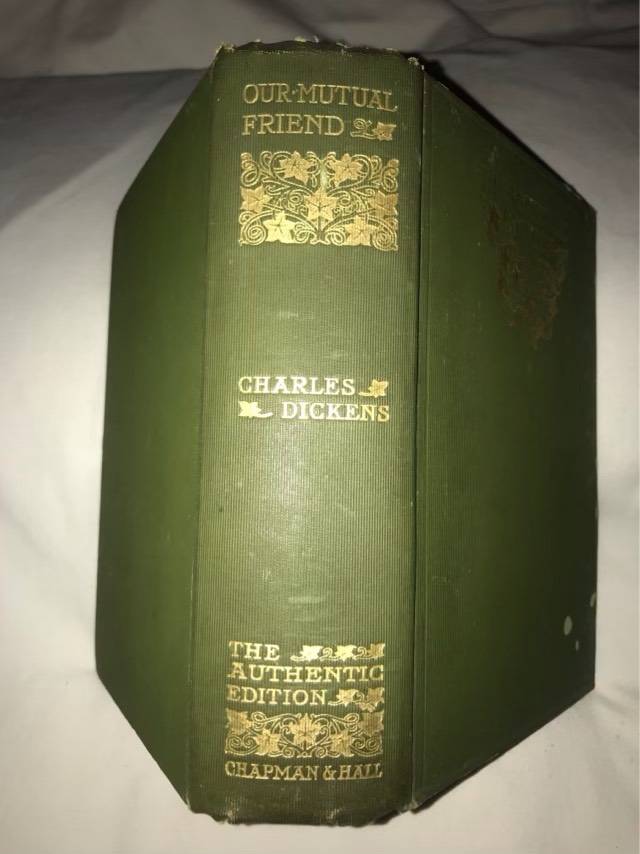 OUR·MUTUAL
FRIEND
CHARLES
DICKENS
THE
AUTHENTIC
EDITION
CHAPMAN & HALL